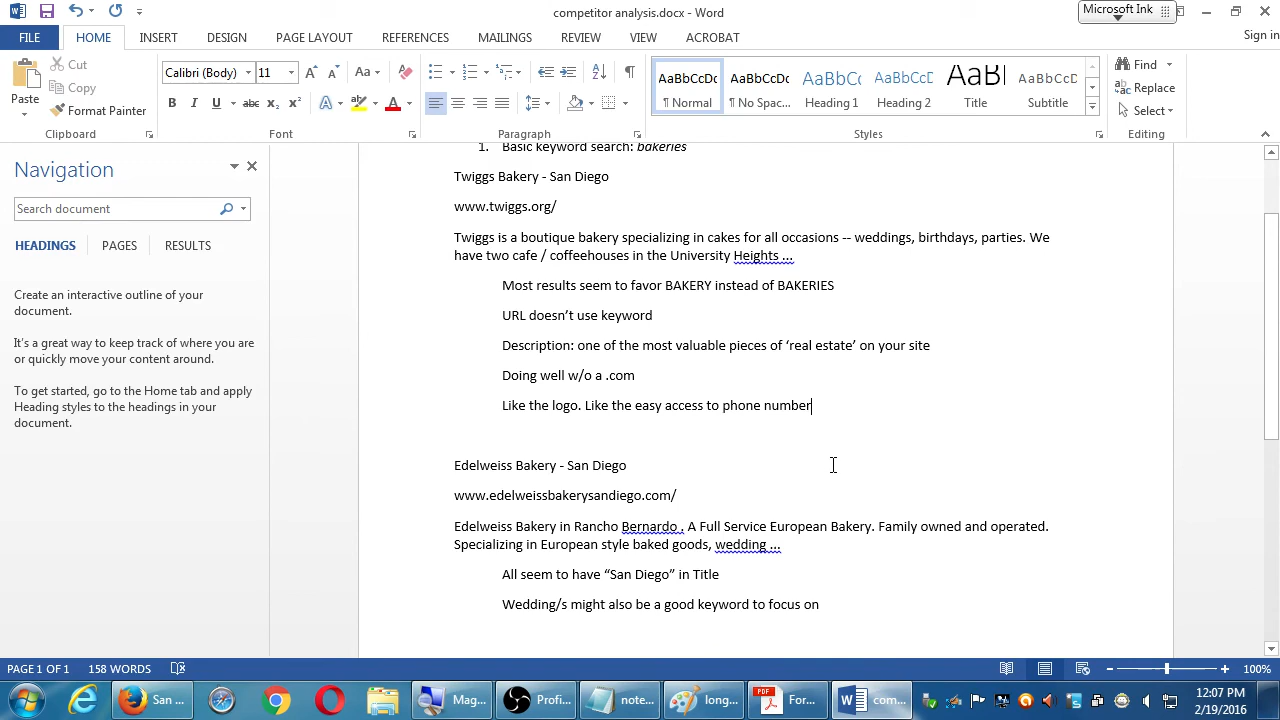 competitor analysis.docx - Word
Microsoft Ink
FILE HOME INSERT DESIGN PAGE LAYOUT REFERENCES MAILINGS REVIEW VIEW ACROBAT
Sign in
Paste
Cut
Copy
Format Painter
Clipboard
Calibri (Body) 11
Aa
B I U abc x₂ x²
A ab A
Font
Paragraph
AaBbCcDc AaBbCcDc AaBbCc AaBbCcD AaBl AaBbCcD
¶ Normal ¶ No Spac... Heading 1 Heading 2 Title Subtitle
Styles
Find
Replace
Select
Editing
Navigation
Search document
HEADINGS PAGES RESULTS
Create an interactive outline of your
document.
It's a great way to keep track of where you are
or quickly move your content around.
To get started, go to the Home tab and apply
Heading styles to the headings in your
document.
1. Basic keyword search: bakeries
Twiggs Bakery - San Diego
www.twiggs.org/
Twiggs is a boutique bakery specializing in cakes for all occasions -- weddings, birthdays, parties. We
have two cafe / coffeehouses in the University Heights ...
Most results seem to favor BAKERY instead of BAKERIES
URL doesn't use keyword
Description: one of the most valuable pieces of ‘real estate’ on your site
Doing well w/o a .com
Like the logo. Like the easy access to phone number
Edelweiss Bakery - San Diego
www.edelweissbakerysandiego.com/
Edelweiss Bakery in Rancho Bernardo . A Full Service European Bakery. Family owned and operated.
Specializing in European style baked goods, wedding ...
All seem to have “San Diego” in Title
Wedding/s might also be a good keyword to focus on
PAGE 1 OF 1 158 WORDS
100%
San ... Mag... Profi... note... long... For... com...
12:07 PM
2/19/2016